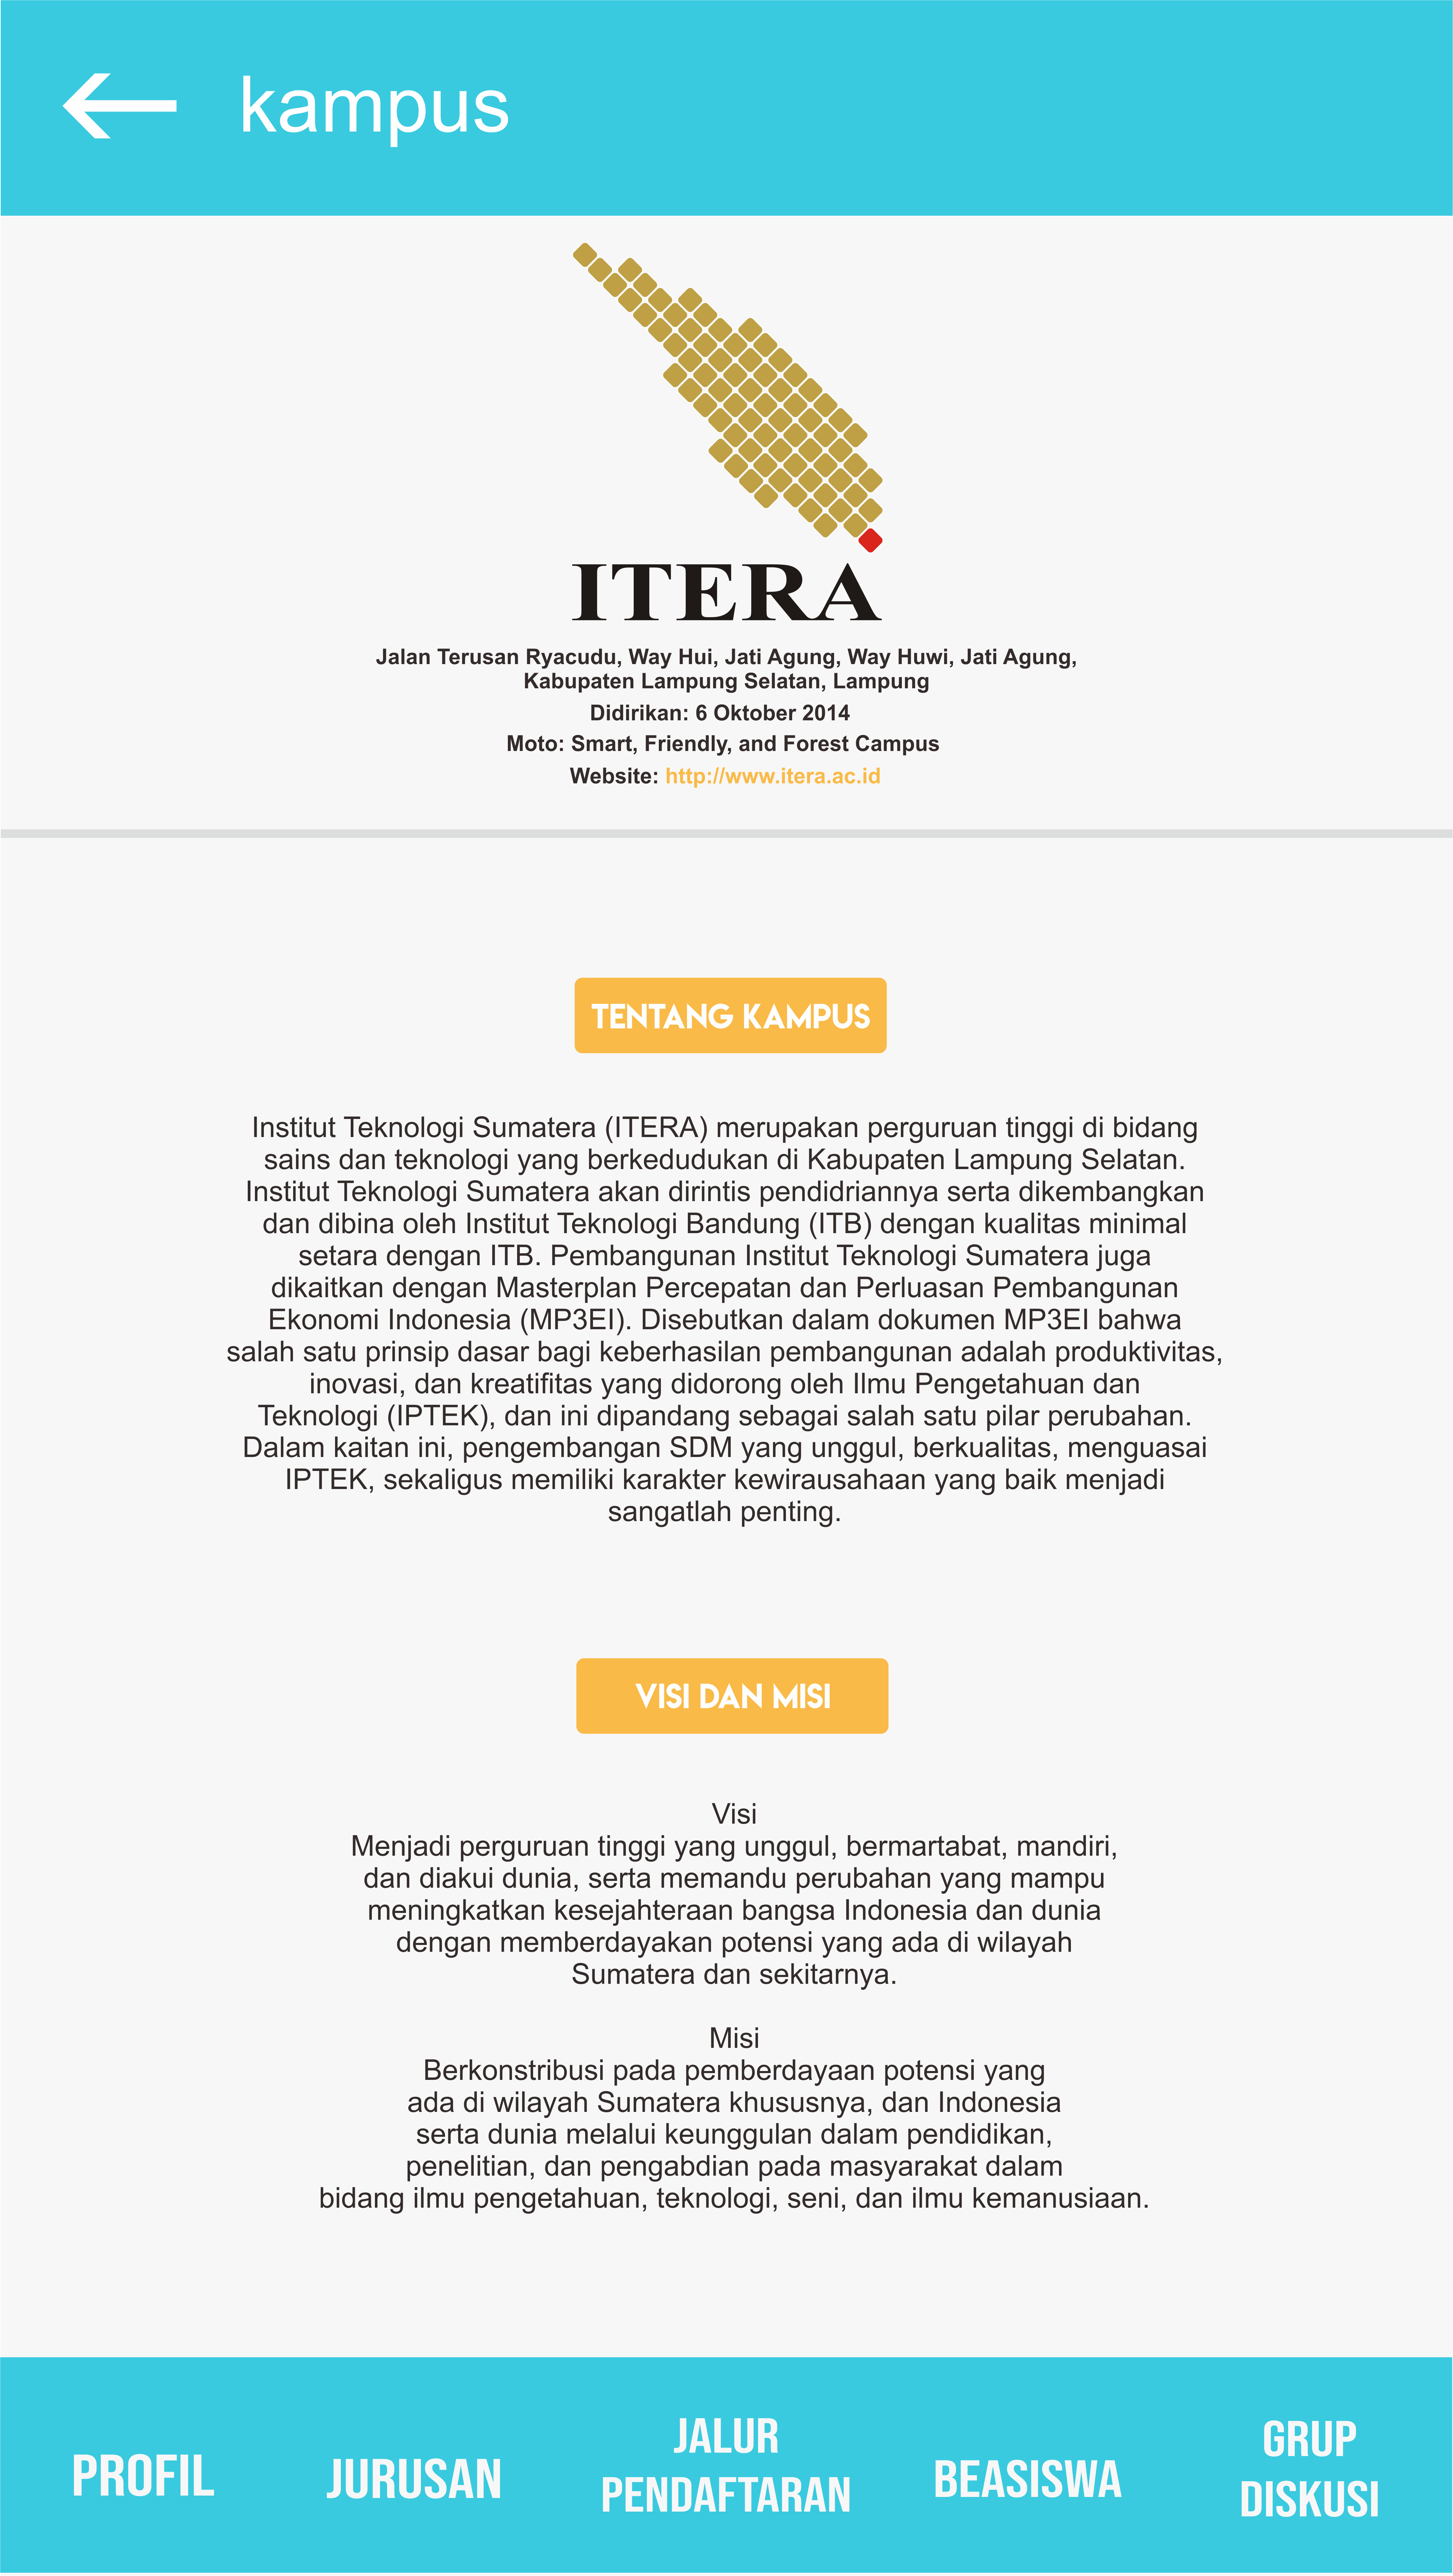 kampus
ITERA
Jalan Terusan Ryacudu, Way Hui, Jati Agung, Way Huwi, Jati Agung,
Kabupaten Lampung Selatan, Lampung
Didirikan: 6 Oktober 2014
Moto: Smart, Friendly, and Forest Campus
Website: http://www.itera.ac.id
TENTANG KAMPUS
Institut Teknologi Sumatera (ITERA) merupakan perguruan tinggi di bidang
sains dan teknologi yang berkedudukan di Kabupaten Lampung Selatan.
Institut Teknologi Sumatera akan dirintis pendidriannya serta dikembangkan
dan dibina oleh Institut Teknologi Bandung (ITB) dengan kualitas minimal
setara dengan ITB. Pembangunan Institut Teknologi Sumatera juga
dikaitkan dengan Masterplan Percepatan dan Perluasan Pembangunan
Ekonomi Indonesia (MP3EI). Disebutkan dalam dokumen MP3EI bahwa
salah satu prinsip dasar bagi keberhasilan pembangunan adalah produktivitas,
inovasi, dan kreatifitas yang didorong oleh Ilmu Pengetahuan dan
Teknologi (IPTEK), dan ini dipandang sebagai salah satu pilar perubahan.
Dalam kaitan ini, pengembangan SDM yang unggul, berkualitas, menguasai
IPTEK, sekaligus memiliki karakter kewirausahaan yang baik menjadi
sangatlah penting.
VISI DAN MISI
Visi
Menjadi perguruan tinggi yang unggul, bermartabat, mandiri,
dan diakui dunia, serta memandu perubahan yang mampu
meningkatkan kesejahteraan bangsa Indonesia dan dunia
dengan memberdayakan potensi yang ada di wilayah
Sumatera dan sekitarnya.
Misi
Berkonstribusi pada pemberdayaan potensi yang
ada di wilayah Sumatera khususnya, dan Indonesia
serta dunia melalui keunggulan dalam pendidikan,
penelitian, dan pengabdian pada masyarakat dalam
bidang ilmu pengetahuan, teknologi, seni, dan ilmu kemanusiaan.
PROFIL
JURUSAN
JALUR
PENDAFTARAN
BEASISWA
GRUP
DISKUSI